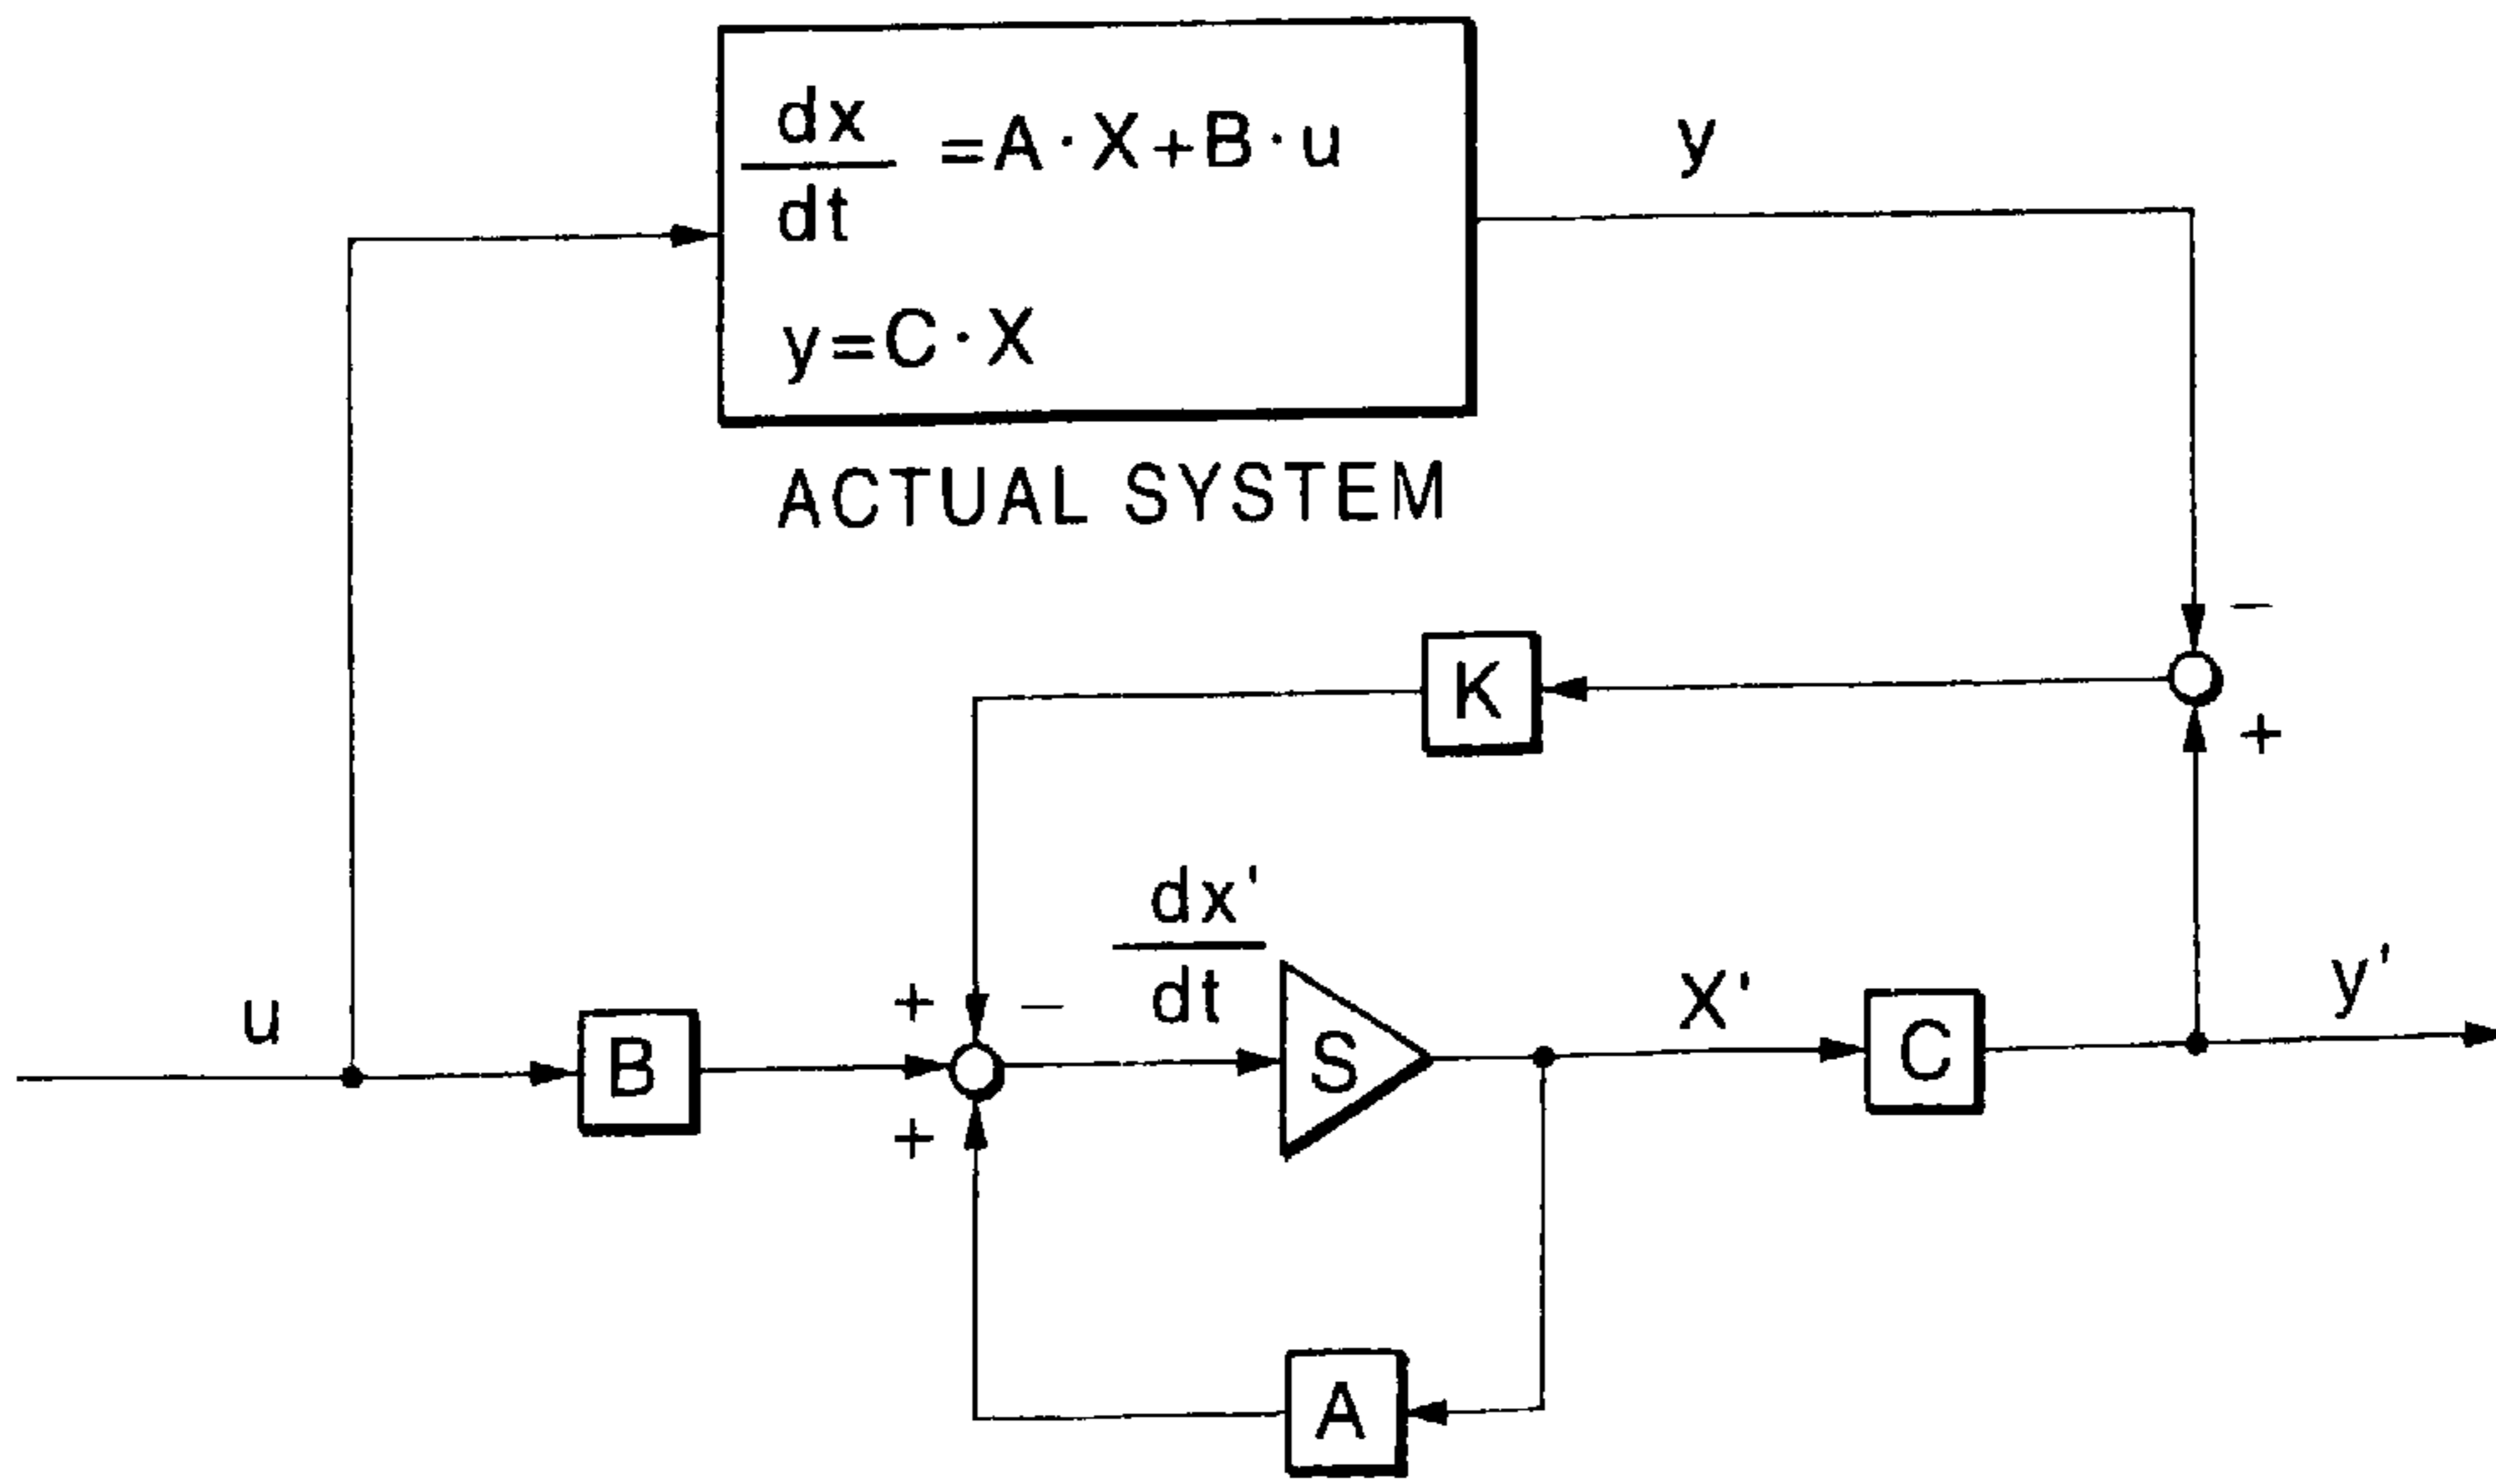 dx/dt =A·X+B·u
y=C·X
ACTUAL SYSTEM
y
−
K
+
dx'/dt
+
−
u
B
S
X'
C
y'
+
A